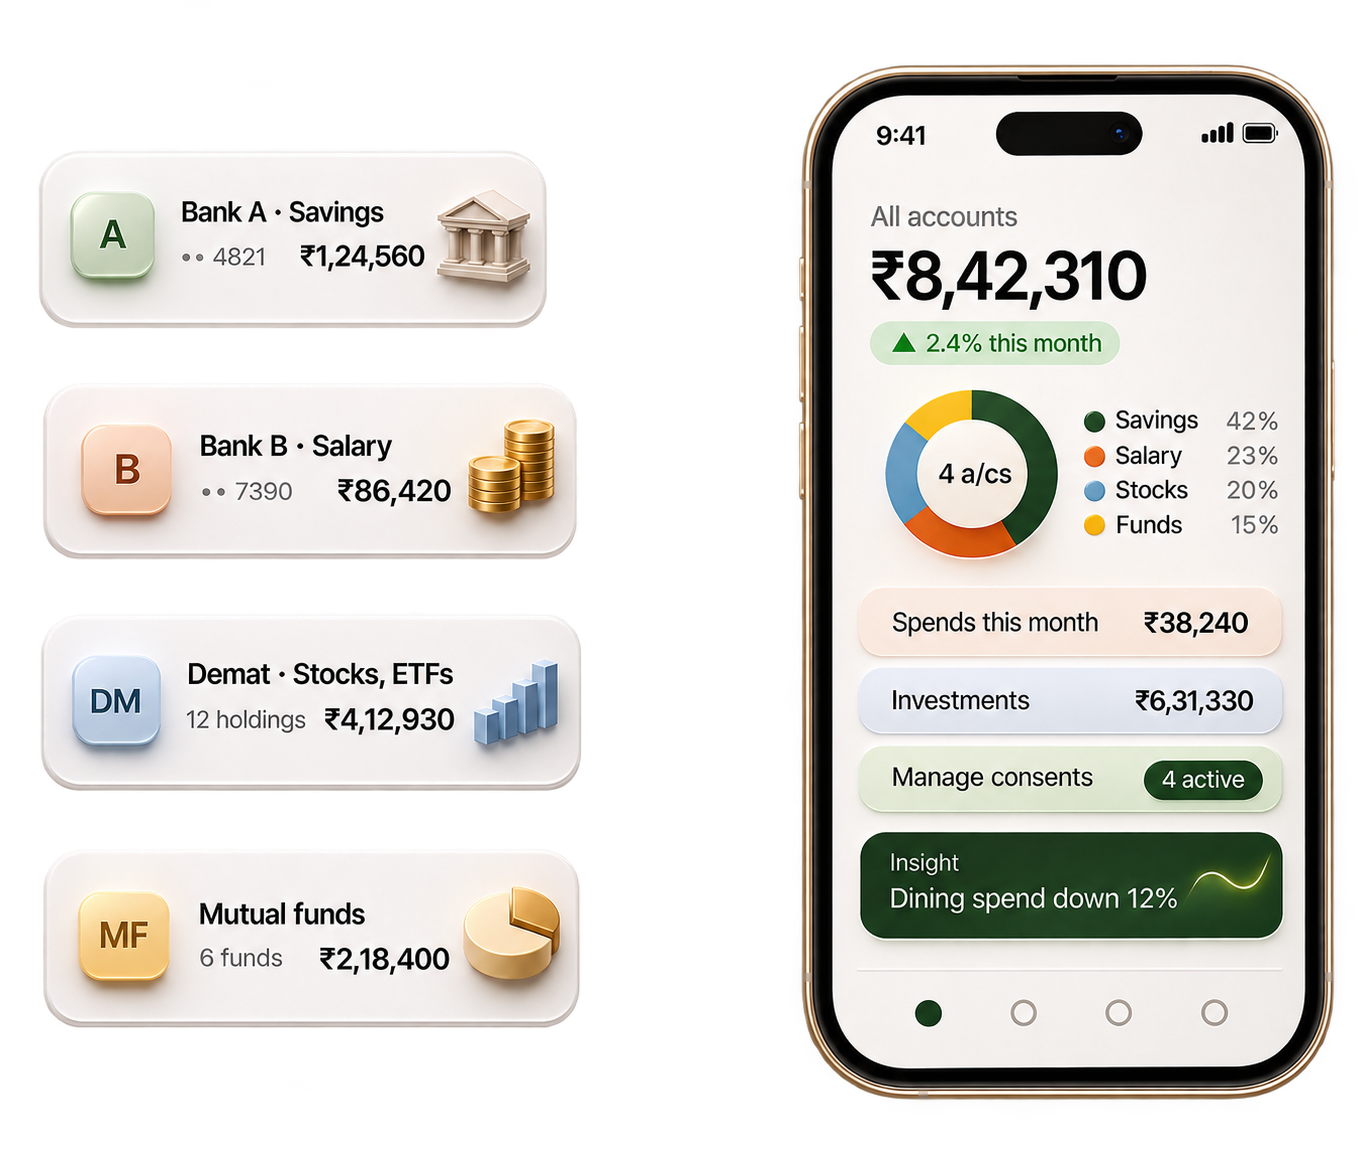 A
Bank A · Savings
•• 4821 ₹1,24,560
B
Bank B · Salary
•• 7390 ₹86,420
DM
Demat · Stocks, ETFs
12 holdings ₹4,12,930
MF
Mutual funds
6 funds ₹2,18,400
9:41
All accounts
₹8,42,310
▲ 2.4% this month
4 a/cs
Savings 42%
Salary 23%
Stocks 20%
Funds 15%
Spends this month ₹38,240
Investments ₹6,31,330
Manage consents 4 active
Insight
Dining spend down 12%